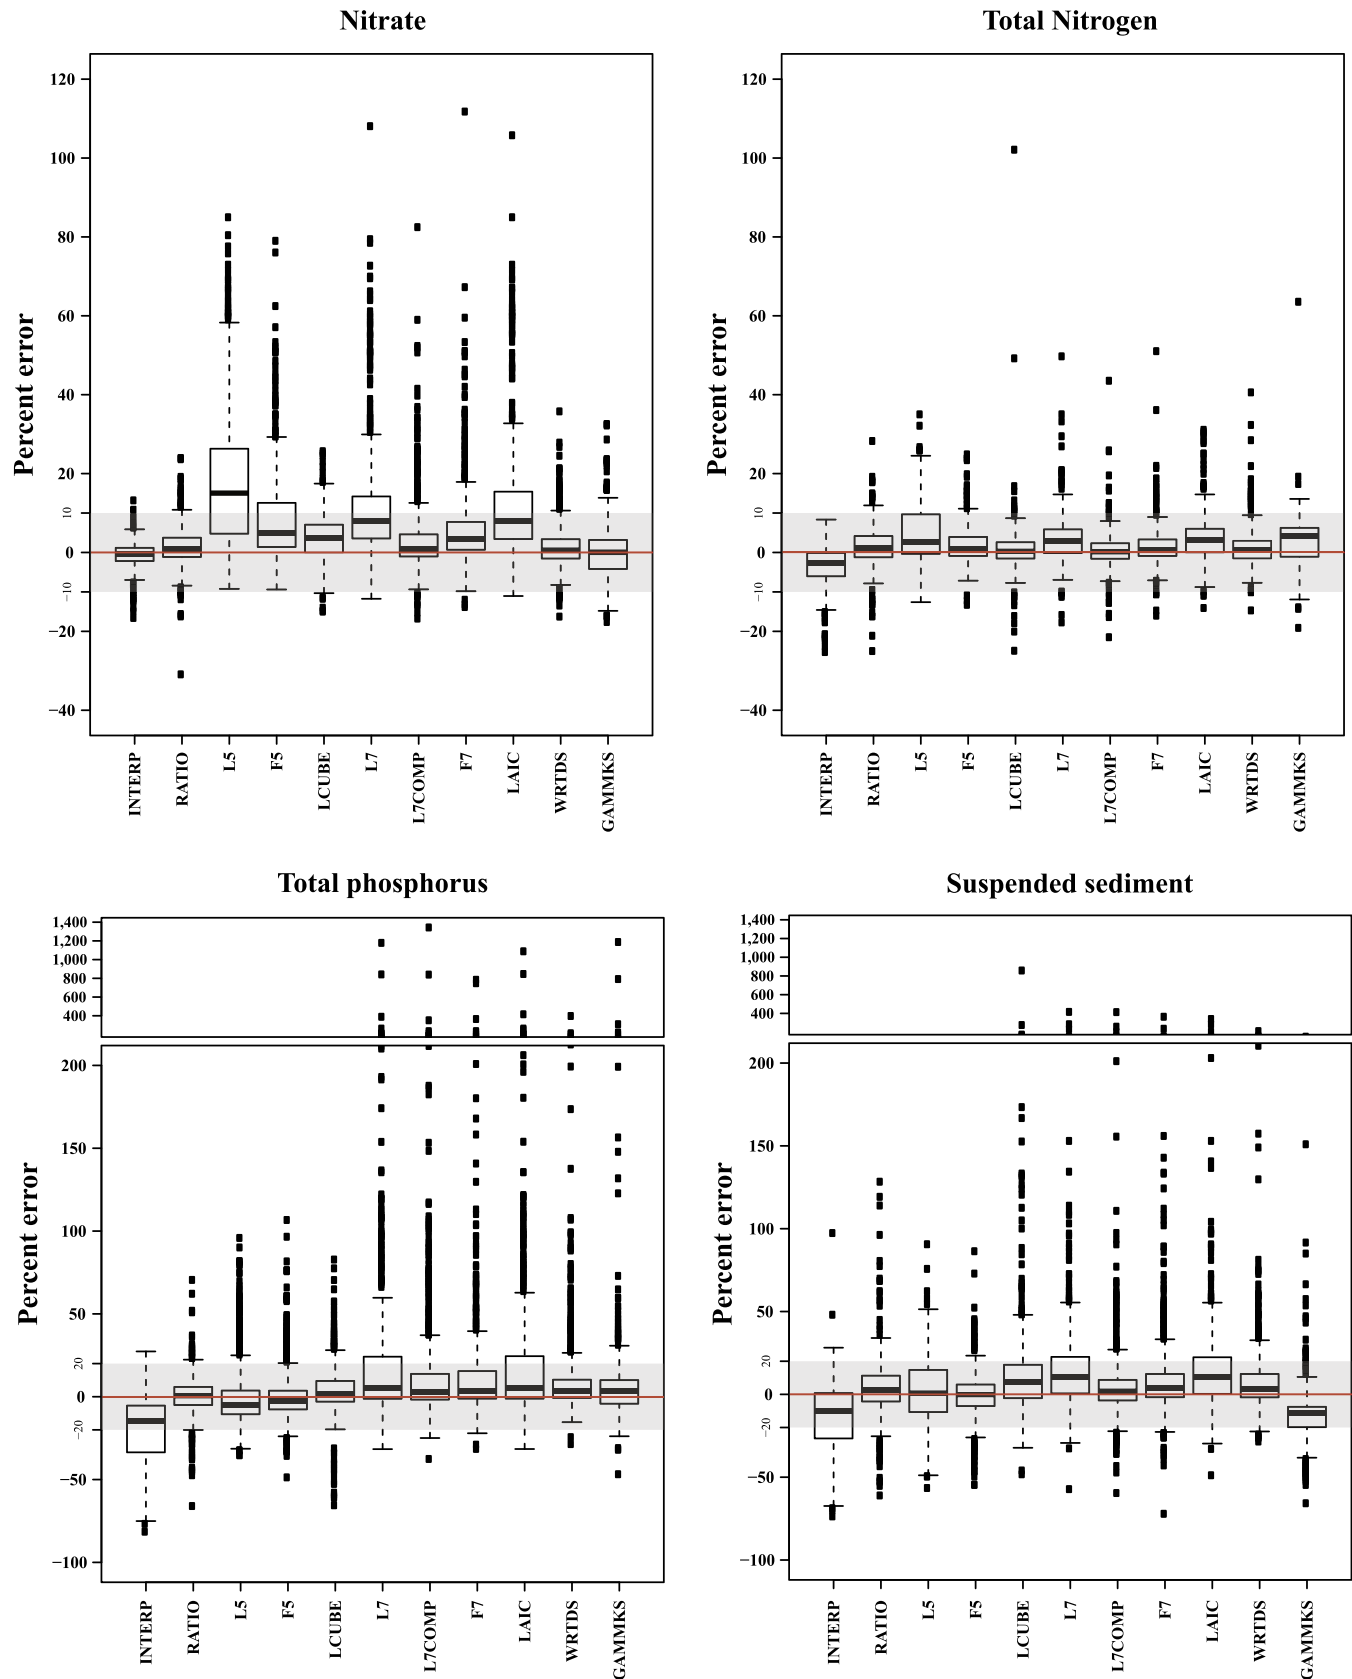 Nitrate
Percent error
120
100
80
60
40
20
10
0
−10
−20
−40
INTERP
RATIO
L5
F5
LCUBE
L7
L7COMP
F7
LAIC
WRTDS
GAMMKS
Total Nitrogen
Percent error
120
100
80
60
40
20
10
0
−10
−20
−40
INTERP
RATIO
L5
F5
LCUBE
L7
L7COMP
F7
LAIC
WRTDS
GAMMKS
Total phosphorus
Percent error
1,400
1,200
1,000
800
600
400
200
150
100
50
20
0
−20
−50
−100
INTERP
RATIO
L5
F5
LCUBE
L7
L7COMP
F7
LAIC
WRTDS
GAMMKS
Suspended sediment
Percent error
1,400
1,200
1,000
800
600
400
200
150
100
50
20
0
−20
−50
−100
INTERP
RATIO
L5
F5
LCUBE
L7
L7COMP
F7
LAIC
WRTDS
GAMMKS